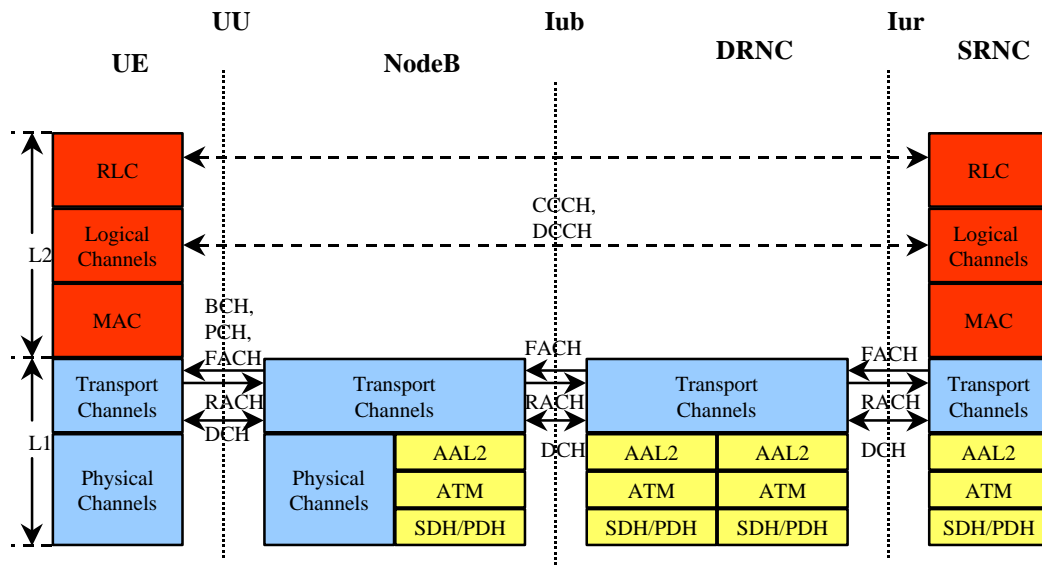 UU
Iub
Iur
UE
NodeB
DRNC
SRNC
RLC
RLC
CCCH,
DCCH
Logical
Channels
Logical
Channels
L2
MAC
BCH,
PCH,
FACH
MAC
FACH
FACH
Transport
Channels
Transport
Channels
Transport
Channels
Transport
Channels
RACH
RACH
RACH
DCH
DCH
DCH
L1
Physical
Channels
Physical
Channels
AAL2
AAL2
AAL2
AAL2
ATM
ATM
ATM
ATM
SDH/PDH
SDH/PDH
SDH/PDH
SDH/PDH